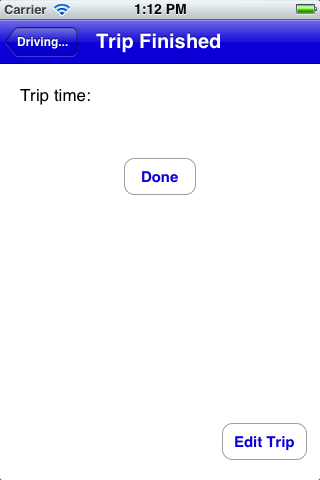 Carrier 1:12 PM
Driving... Trip Finished
Trip time:
Done
Edit Trip